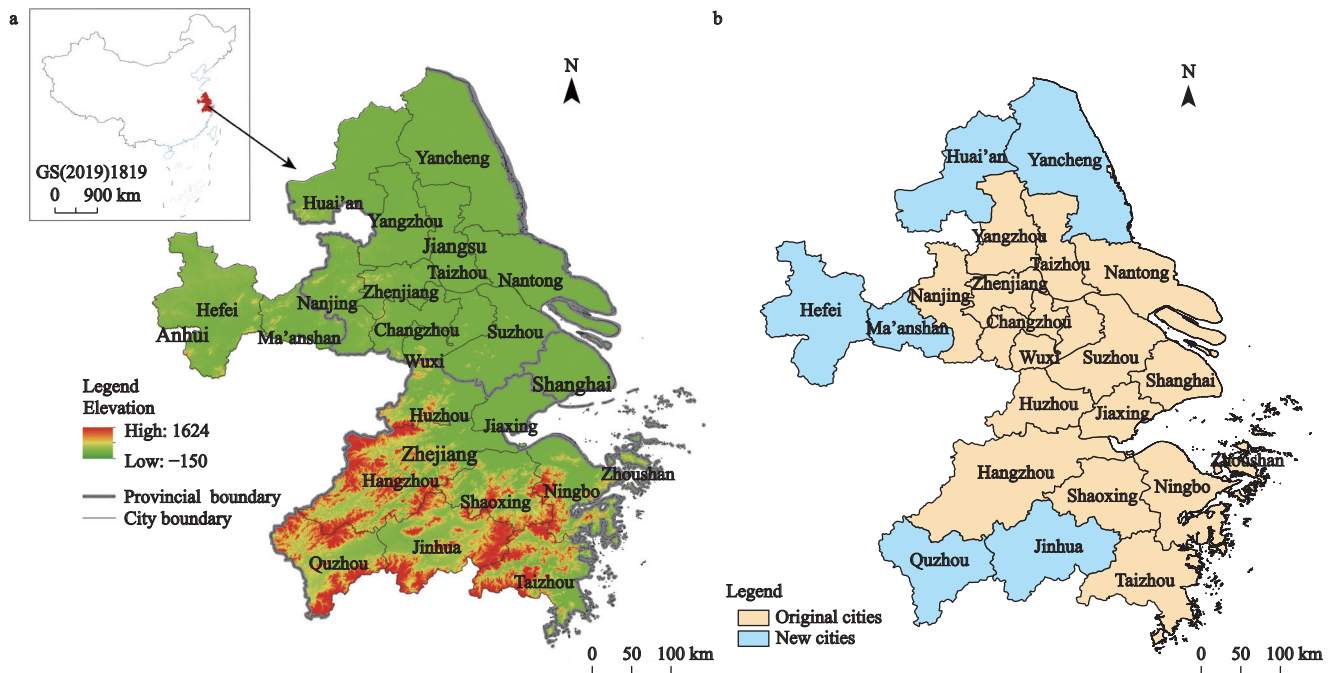 a
GS(2019)1819
0 900 km
N
Yancheng
Huai’an
Yangzhou
Jiangsu
Taizhou
Nantong
Zhenjiang
Nanjing
Hefei
Anhui
Ma’anshan
Changzhou
Suzhou
Wuxi
Shanghai
Huzhou
Jiaxing
Zhejiang
Hangzhou
Zhoushan
Ningbo
Shaoxing
Jinhua
Quzhou
Taizhou
Legend
Elevation
High: 1624
Low: −150
Provincial boundary
City boundary
0 50 100 km
b
N
Huai’an
Yancheng
Yangzhou
Taizhou
Nantong
Zhenjiang
Nanjing
Hefei
Ma’anshan
Changzhou
Wuxi
Suzhou
Shanghai
Huzhou
Jiaxing
Zhoushan
Hangzhou
Ningbo
Shaoxing
Jinhua
Quzhou
Taizhou
Legend
Original cities
New cities
0 50 100 km